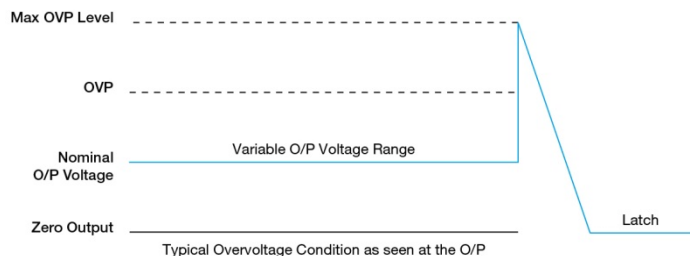 Max OVP Level
OVP
Variable O/P Voltage Range
Nominal
O/P Voltage
Zero Output
Latch
Typical Overvoltage Condition as seen at the O/P